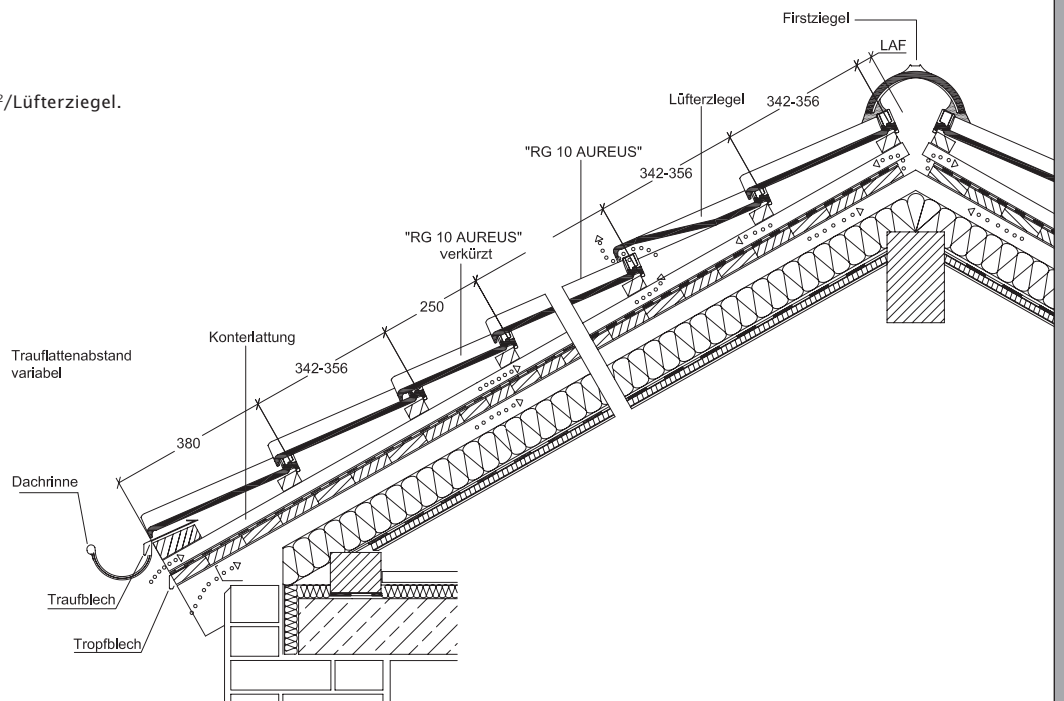 Firstziegel
LAF
²/Lüfterziegel.
342-356
Lüfterziegel
"RG 10 AUREUS"
342-356
"RG 10 AUREUS"
verkürzt
250
Konterlattung
Trauflattenabstand
variabel
342-356
380
Dachrinne
Traufblech
Tropfblech